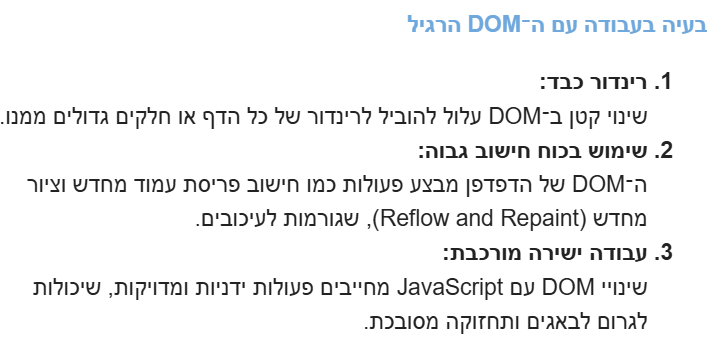 בעיה בעבודה עם ה־DOM הרגיל
1. רינדור כבד:
שינוי קטן ב־DOM עלול להוביל לרינדור של כל הדף או חלקים גדולים ממנו.
2. שימוש בכוח חישוב גבוה:
ה־DOM של הדפדפן מבצע פעולות כמו חישוב פריסת עמוד מחדש וציור
מחדש (Reflow and Repaint), שגורמות לעיכובים.
3. עבודה ישירה מורכבת:
שינויי DOM עם JavaScript מחייבים פעולות ידניות ומדויקות, שיכולות
לגרום לבאגים ותחזוקה מסובכת.